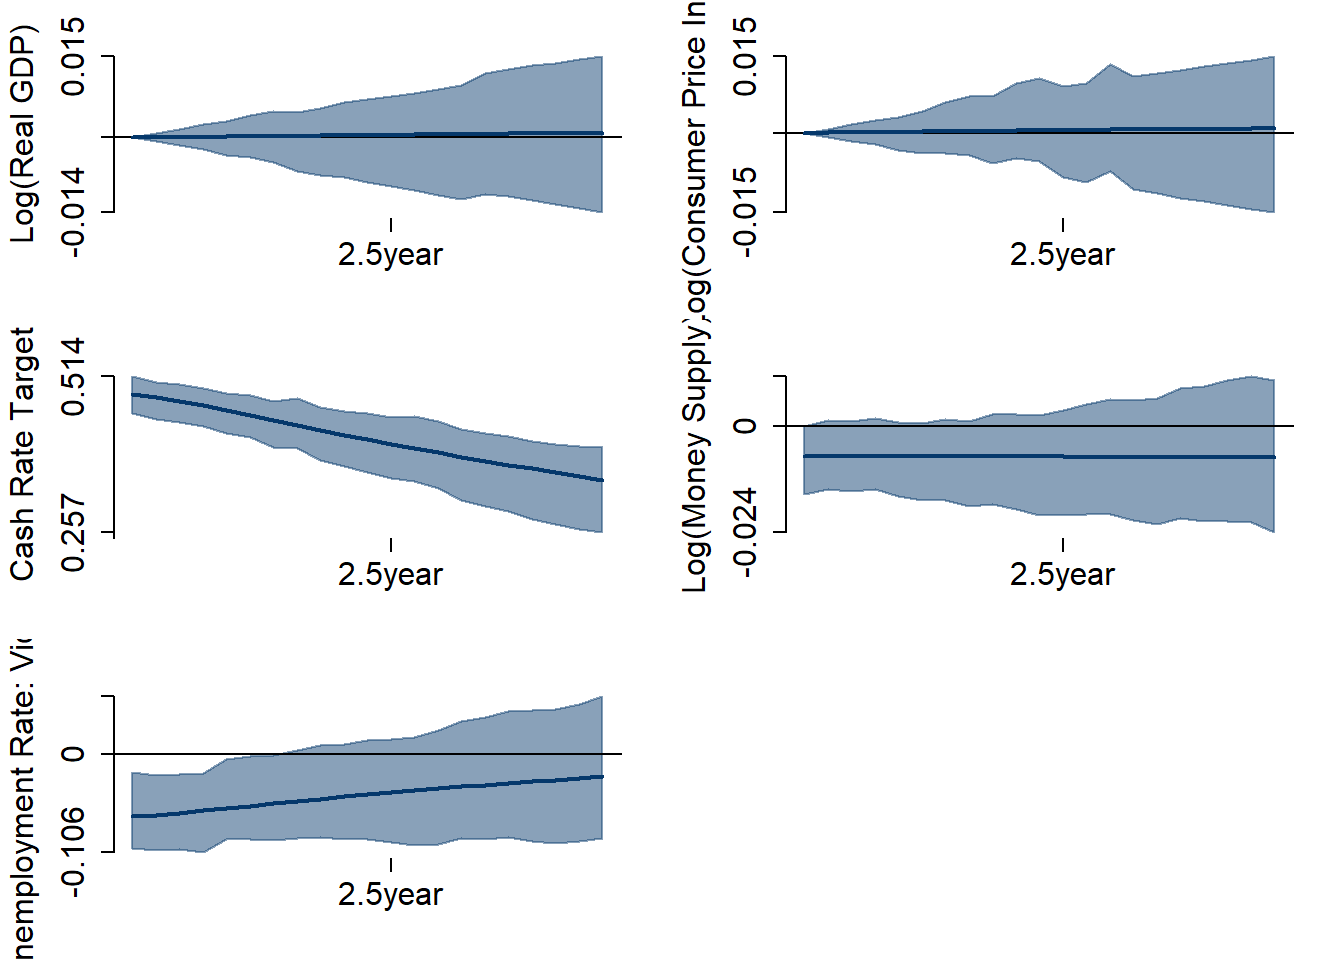 Log(Real GDP)
0.015
-0.014
2.5year
Log(Consumer Price In
0.015
-0.015
2.5year
Cash Rate Target
0.514
0.257
2.5year
Log(Money Supply)
0
-0.024
2.5year
nemployment Rate: Vic
0
-0.106
2.5year